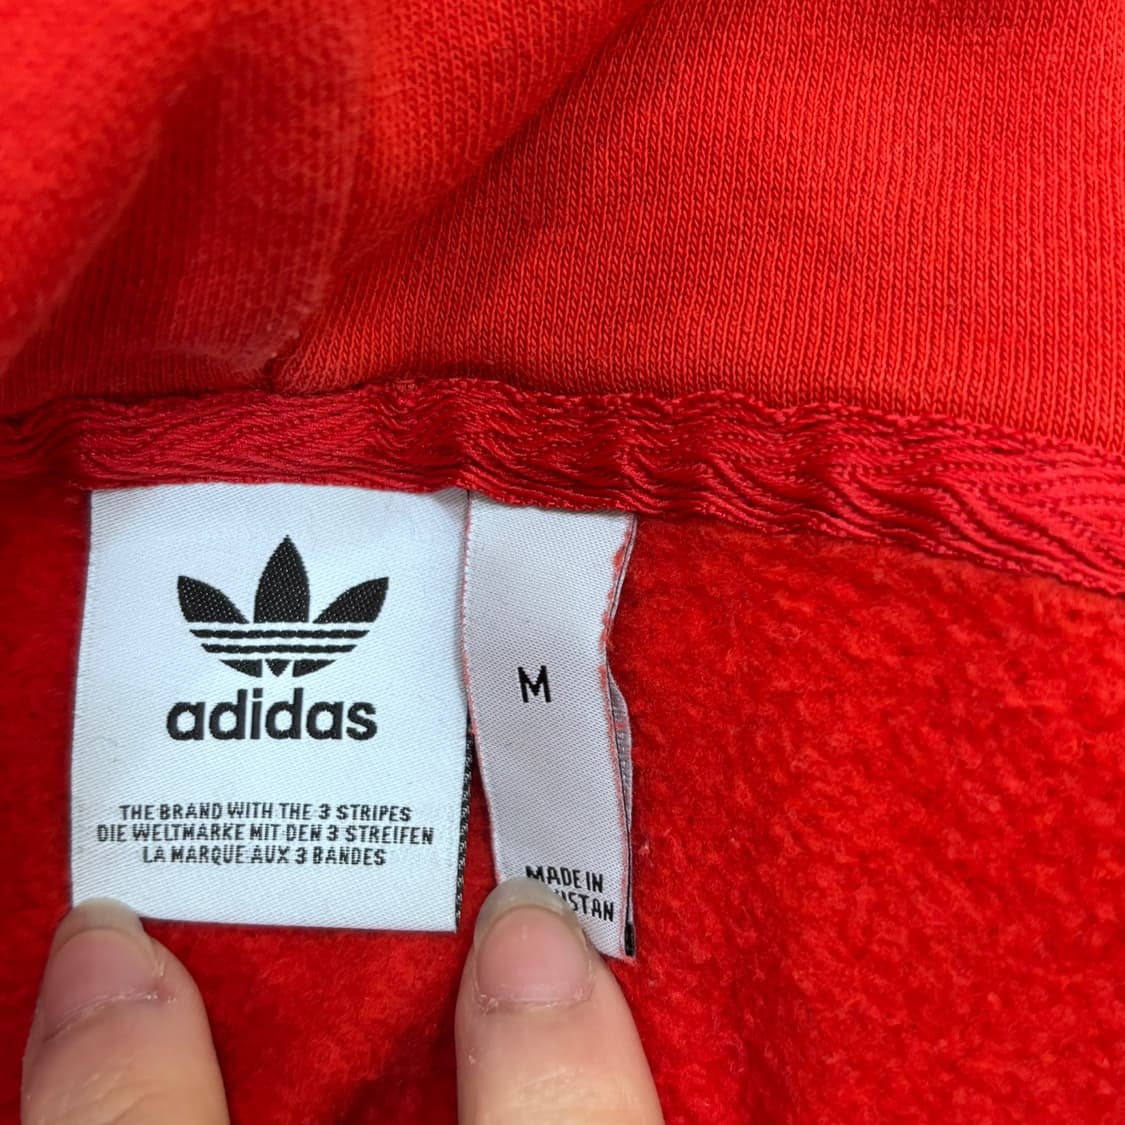 adidas
THE BRAND WITH THE 3 STRIPES
DIE WELTMARKE MIT DEN 3 STREIFEN
LA MARQUE AUX 3 BANDES
M
MADE IN